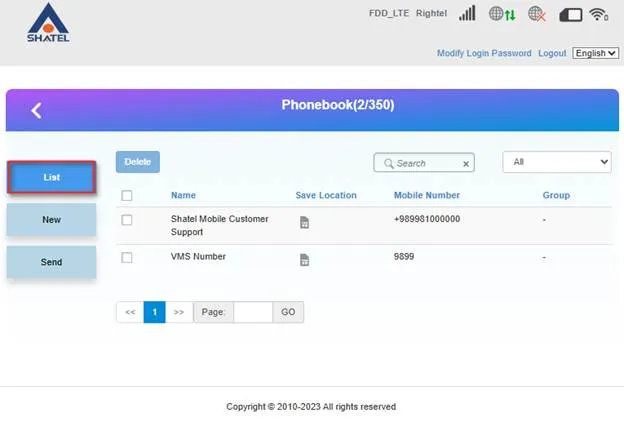 FDD_LTE Rightel
SHATEL
Modify Login Password Logout English
Phonebook(2/350)
List
New
Send
Delete
Search x
All
Name Save Location Mobile Number Group
Shatel Mobile Customer
Support
+989981000000 -
VMS Number 9899 -
<< 1 >> Page: GO
Copyright © 2010-2023 All rights reserved